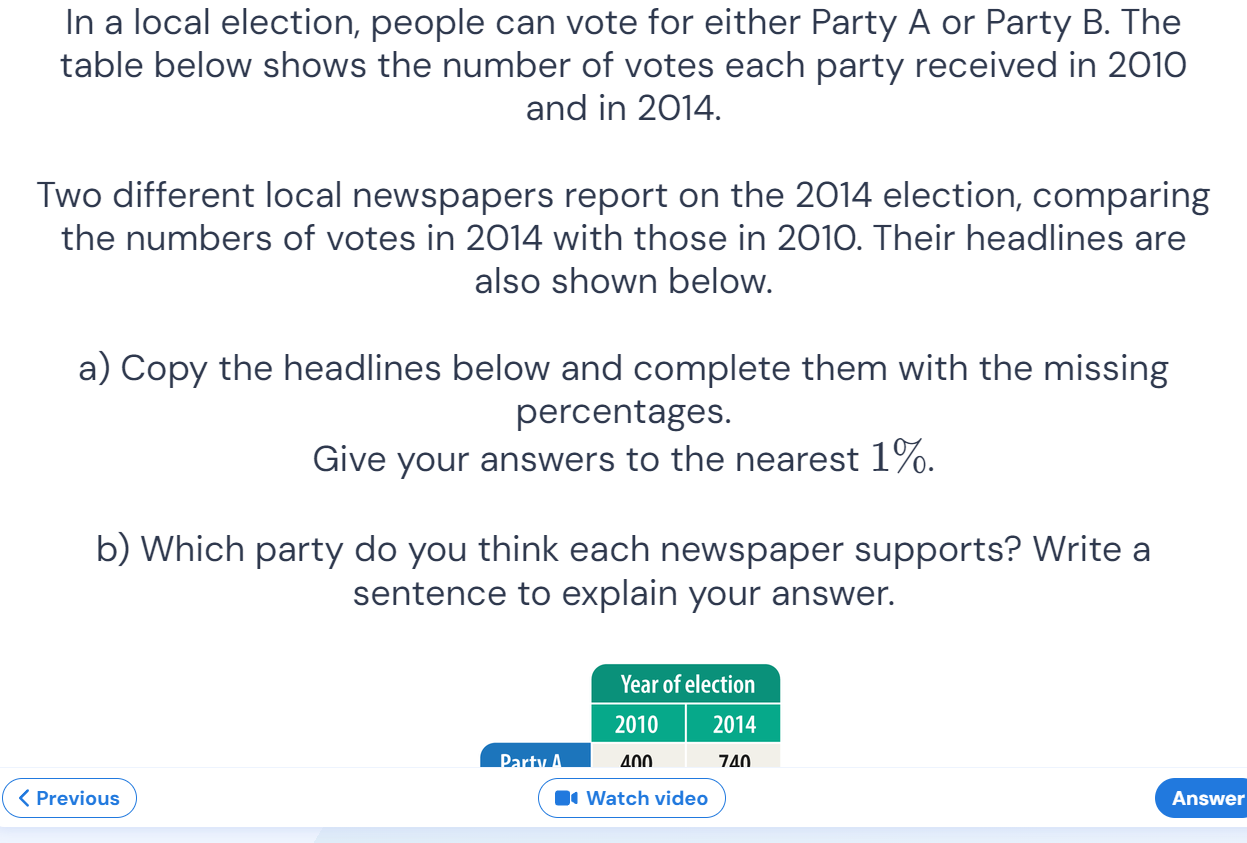 In a local election, people can vote for either Party A or Party B. The
table below shows the number of votes each party received in 2010
and in 2014.
Two different local newspapers report on the 2014 election, comparing
the numbers of votes in 2014 with those in 2010. Their headlines are
also shown below.
a) Copy the headlines below and complete them with the missing
percentages.
Give your answers to the nearest 1%.
b) Which party do you think each newspaper supports? Write a
sentence to explain your answer.
Year of election
2010 2014
Party A 400 740
Previous Watch video Answer